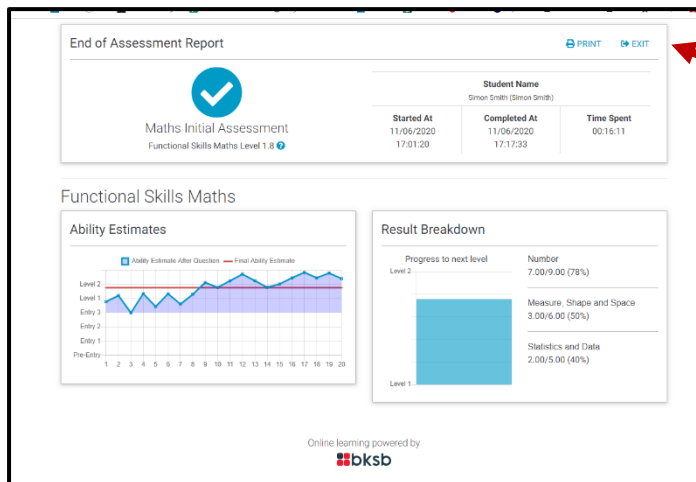 End of Assessment Report
PRINT EXIT
Maths Initial Assessment
Functional Skills Maths Level 1.8 ?
Student Name
Simon Smith (Simon Smith)
Started At Completed At Time Spent
11/06/2020 11/06/2020 00:16:11
17:01:20 17:17:33
Functional Skills Maths
Ability Estimates
Ability Estimate After Question Final Ability Estimate
Level 2
Level 1
Entry 3
Entry 2
Entry 1
Pre-Entry
1 2 3 4 5 6 7 8 9 10 11 12 13 14 15 16 17 18 19 20
Result Breakdown
Progress to next level
Level 2
Level 1
Number
7.00/9.00 (78%)
Measure, Shape and Space
3.00/6.00 (50%)
Statistics and Data
2.00/5.00 (40%)
Online learning powered by
bksb